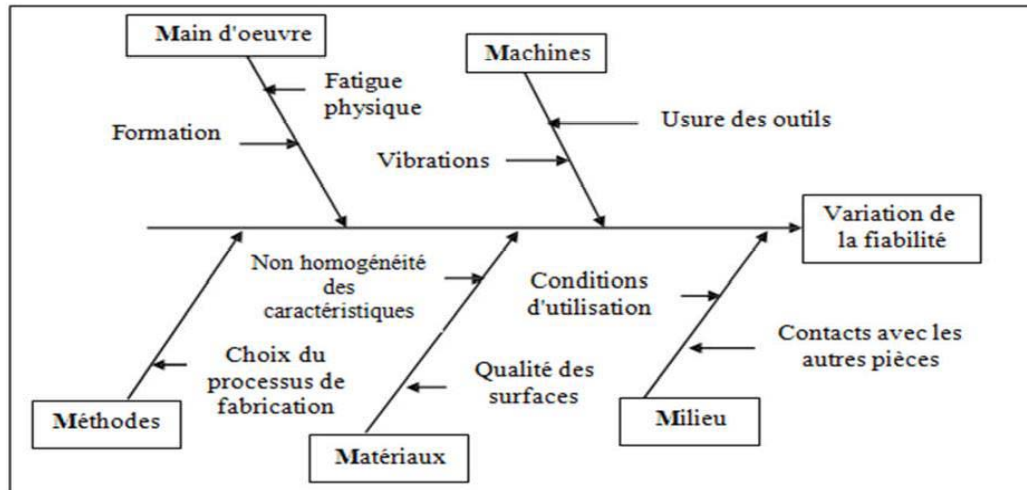 Main d'oeuvre
Machines
Fatigue
physique
Usure des outils
Formation
Vibrations
Variation de
la fiabilité
Non homogénéité
des
caractéristiques
Conditions
d'utilisation
Choix du
processus de
fabrication
Qualité des
surfaces
Contacts avec les
autres pièces
Méthodes
Matériaux
Milieu